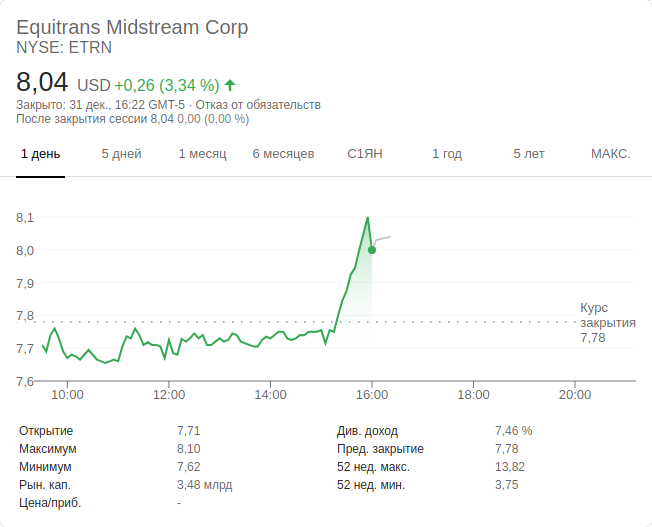 Equitrans Midstream Corp
NYSE: ETRN
8,04 USD +0,26 (3,34 %)
Закрыто: 31 дек., 16:22 GMT-5 · Отказ от обязательств
После закрытия сессии 8,04 0,00 (0,00 %)
1 день 5 дней 1 месяц 6 месяцев С1ЯН 1 год 5 лет МАКС.
8,1
8,0
7,9
7,8
7,7
7,6
Курс
закрытия
7,78
10:00 12:00 14:00 16:00 18:00 20:00
Открытие 7,71 Див. доход 7,46 %
Максимум 8,10 Пред. закрытие 7,78
Минимум 7,62 52 нед. макс. 13,82
Рын. кап. 3,48 млрд 52 нед. мин. 3,75
Цена/приб. -